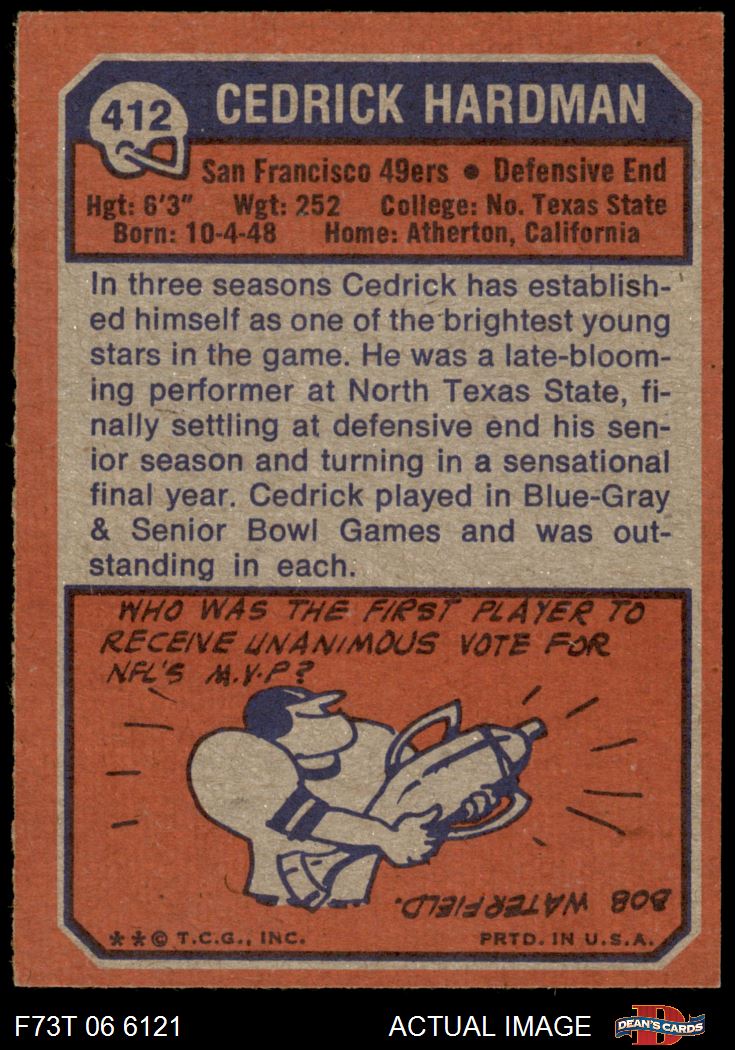 412 CEDRICK HARDMAN
San Francisco 49ers • Defensive End
Hgt: 6'3" Wgt: 252 College: No. Texas State
Born: 10-4-48 Home: Atherton, California
In three seasons Cedrick has establish-
ed himself as one of the brightest young
stars in the game. He was a late-bloom-
ing performer at North Texas State, fi-
nally settling at defensive end his sen-
ior season and turning in a sensational
final year. Cedrick played in Blue-Gray
& Senior Bowl Games and was out-
standing in each.
WHO WAS THE FIRST PLAYER TO
RECEIVE UNANIMOUS VOTE FOR
NFL'S M.V.P?
BOB WATERFIELD.
**© T.C.G., INC. PRTD. IN U.S.A.
F73T 06 6121 ACTUAL IMAGE D DEAN'S CARDS